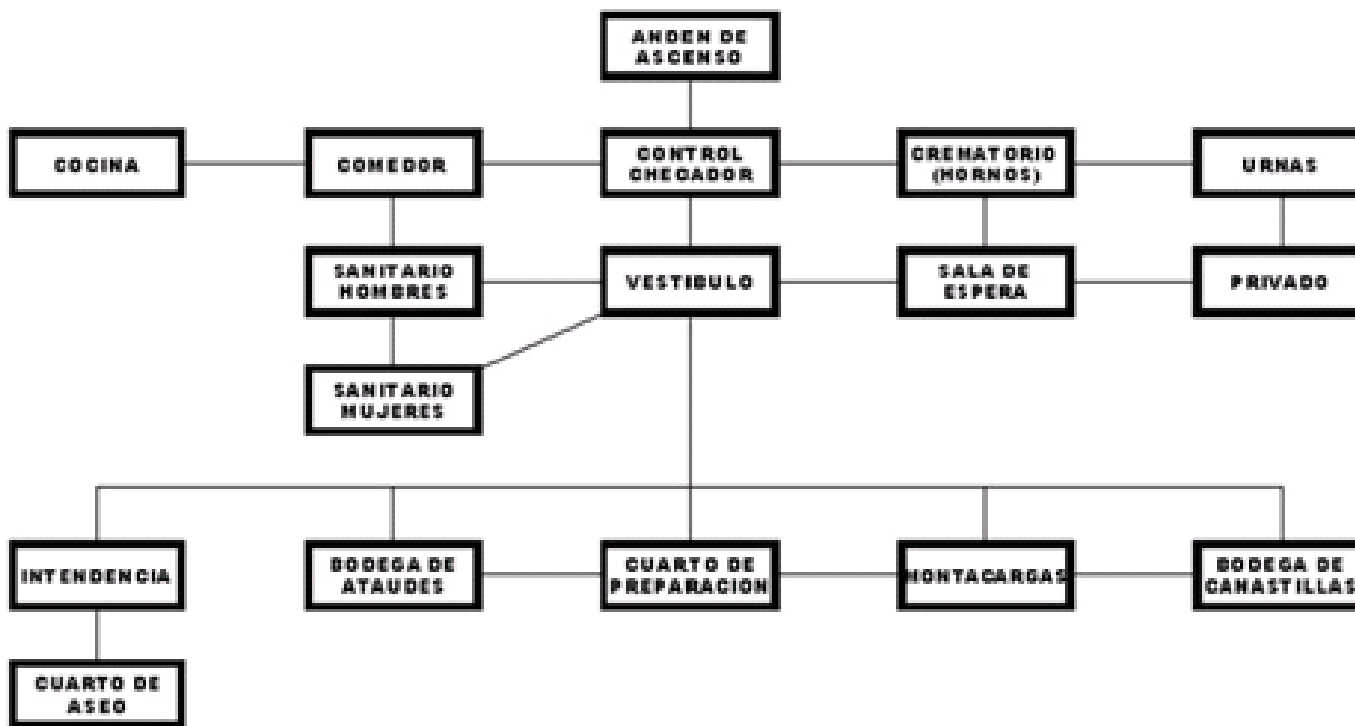 ANDEN DE
ASCENSO
COCINA
COMEDOR
CONTROL
CHECADOR
CREMATORIO
(HORNOS)
URNAS
SANITARIO
HOMBRES
VESTIBULO
SALA DE
ESPERA
PRIVADO
SANITARIO
MUJERES
INTENDENCIA
BODEGA DE
ATAUDES
CUARTO DE
PREPARACION
MONTACARGAS
BODEGA DE
CANASTILLAS
CUARTO DE
ASEO